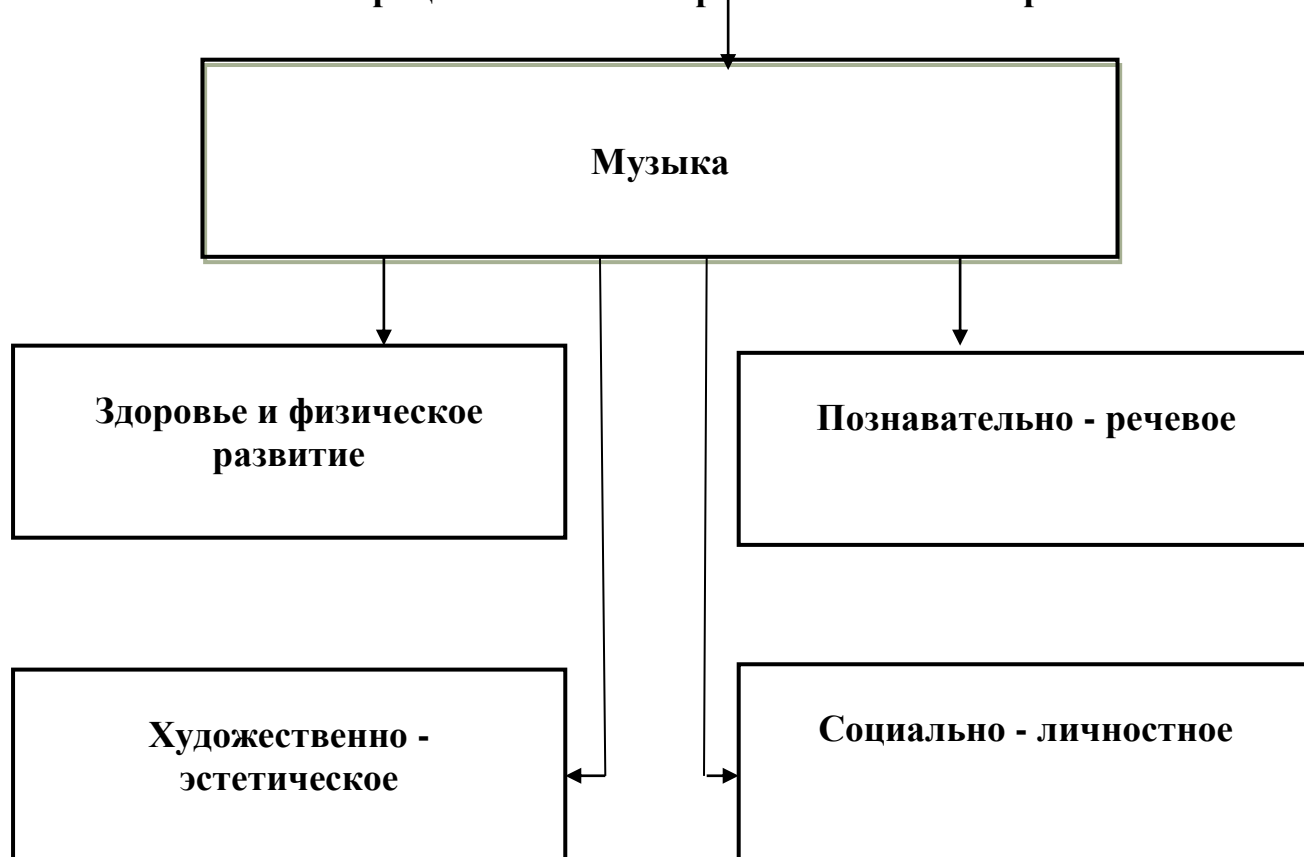 Музыка
Здоровье и физическое
развитие
Познавательно - речевое
Художественно -
эстетическое
Социально - личностное